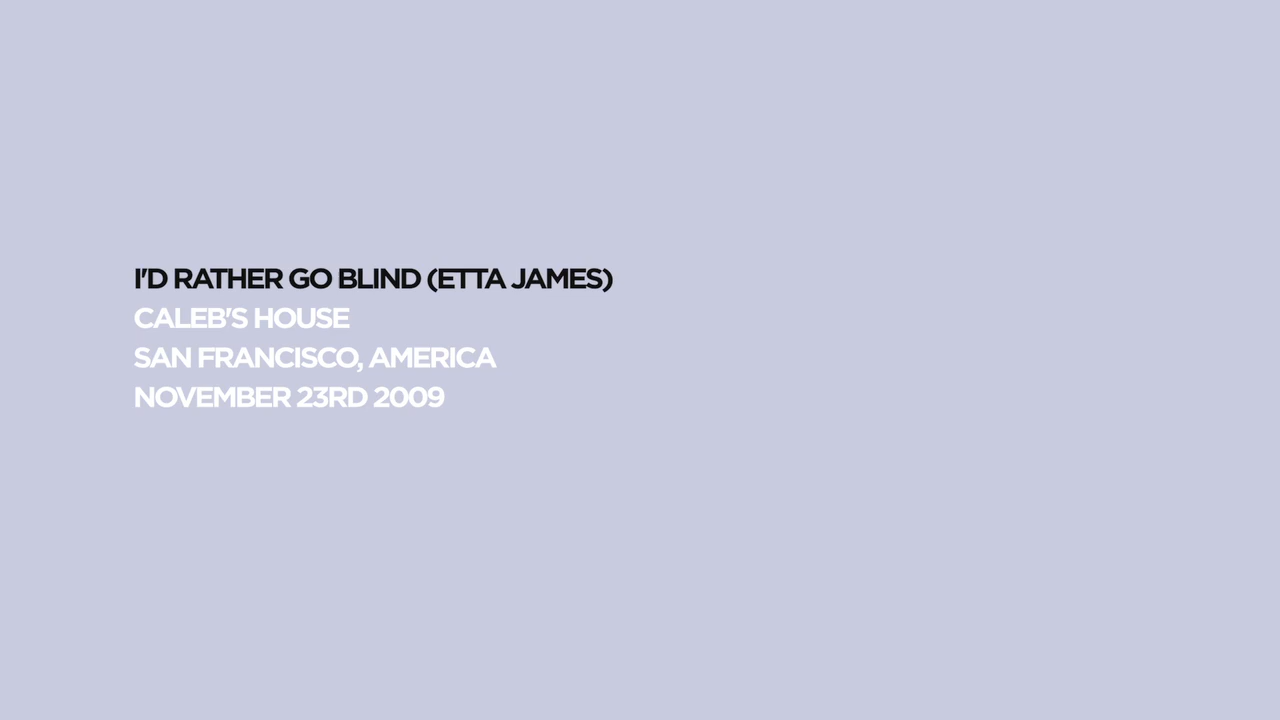 I'D RATHER GO BLIND (ETTA JAMES)
CALEB'S HOUSE
SAN FRANCISCO, AMERICA
NOVEMBER 23RD 2009